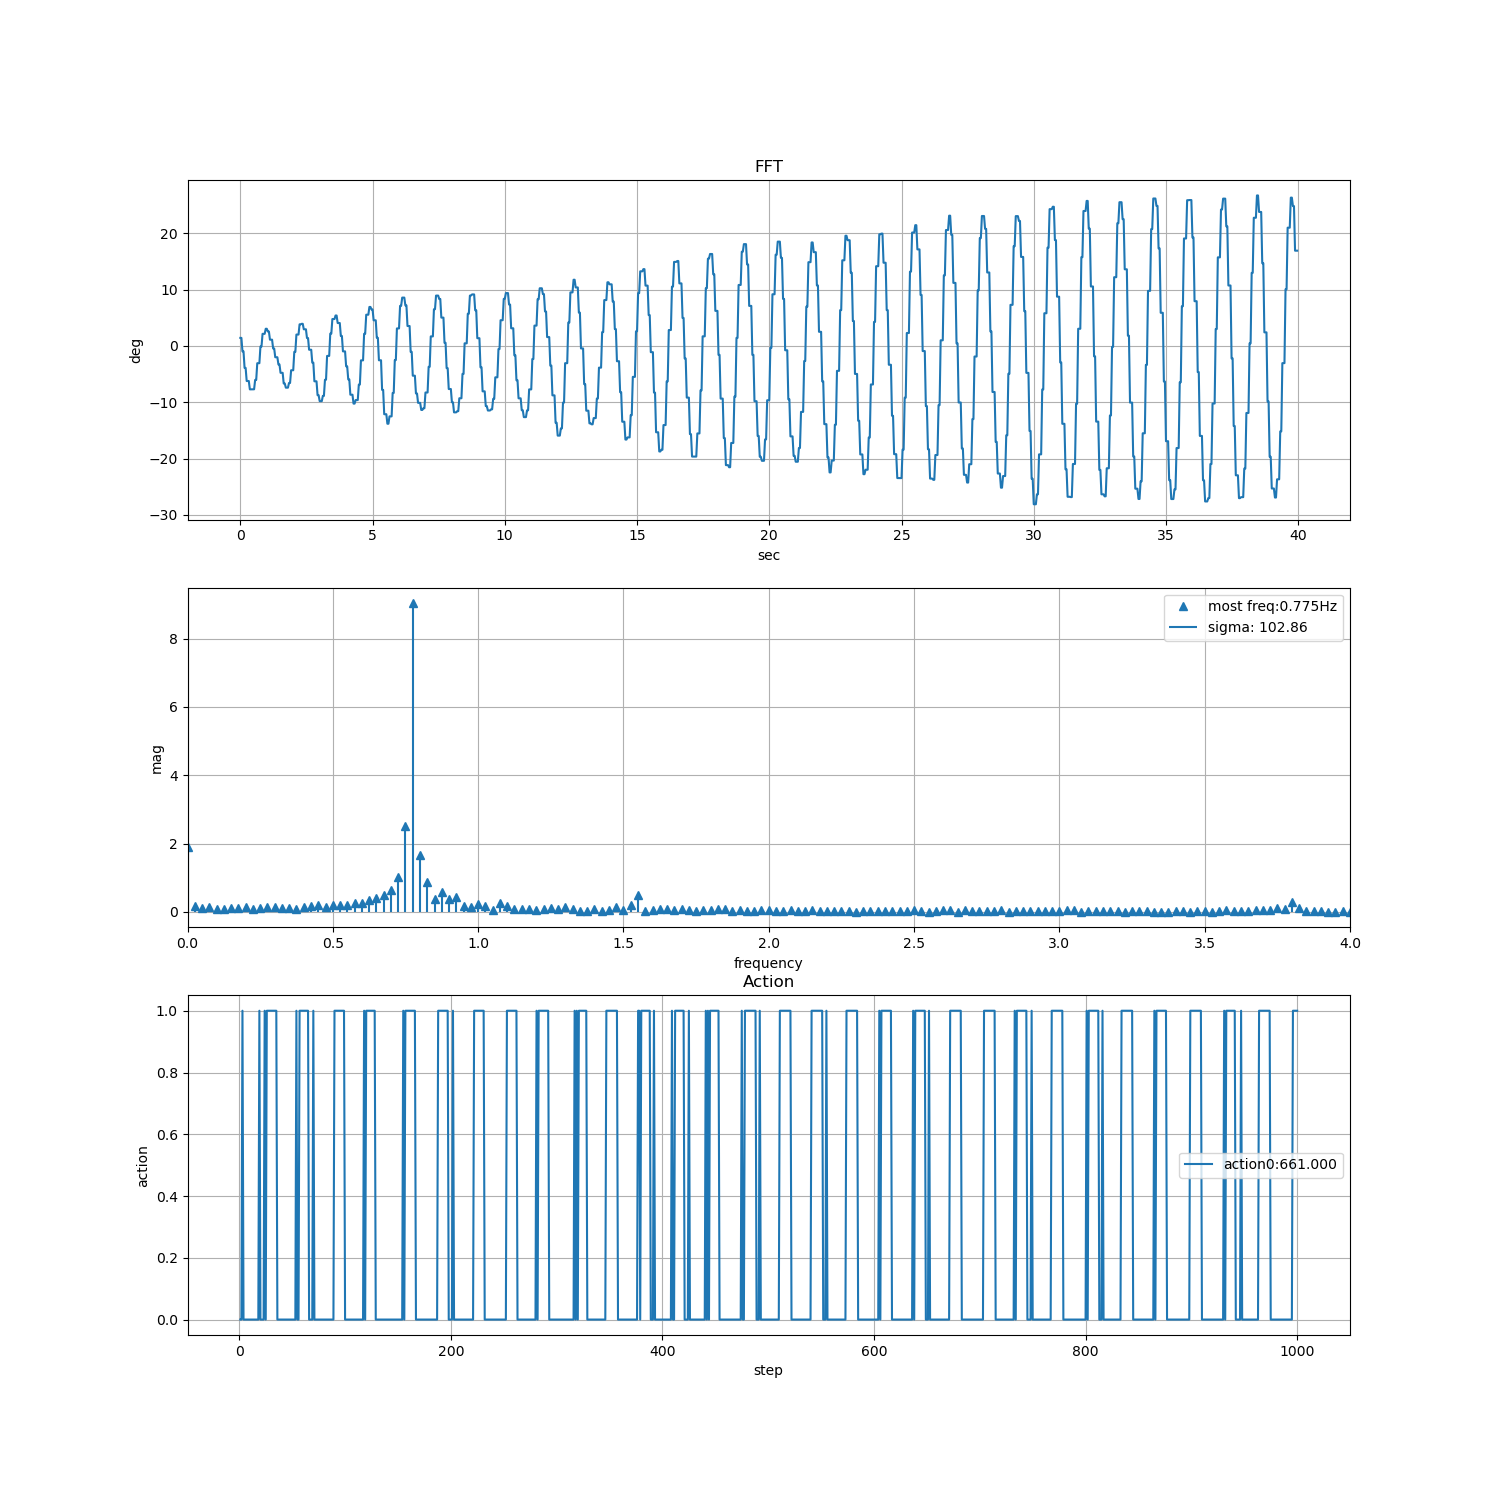 FFT
20
10
0
−10
−20
−30
deg
0 5 10 15 20 25 30 35 40
sec
most freq:0.775Hz
sigma: 102.86
8
6
4
2
0
mag
0.0 0.5 1.0 1.5 2.0 2.5 3.0 3.5 4.0
frequency
Action
1.0
0.8
0.6
0.4
0.2
0.0
action
action0:661.000
0 200 400 600 800 1000
step